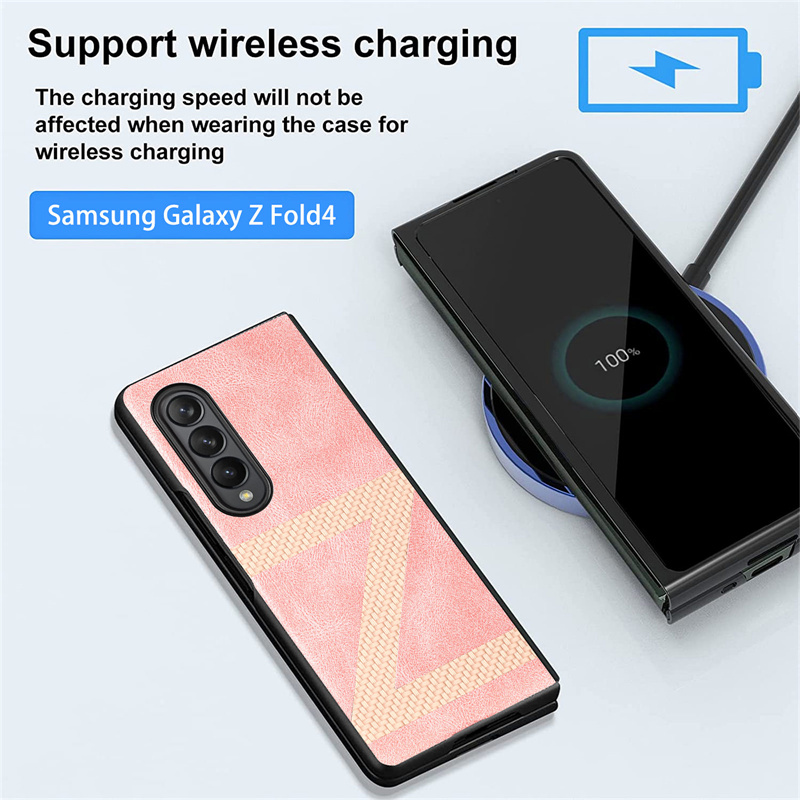 Support wireless charging
The charging speed will not be
affected when wearing the case for
wireless charging
Samsung Galaxy Z Fold4
100%
Z